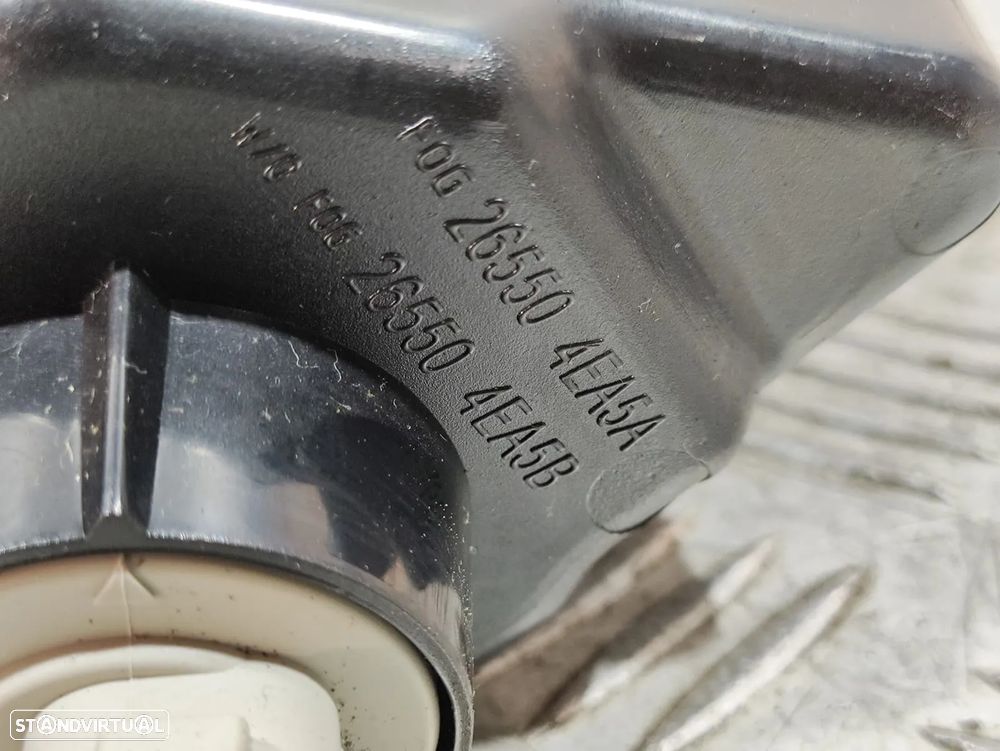 FOG 26550 4EA5A
W/O FOG 26550 4EA5B
STANDVIRTUAL